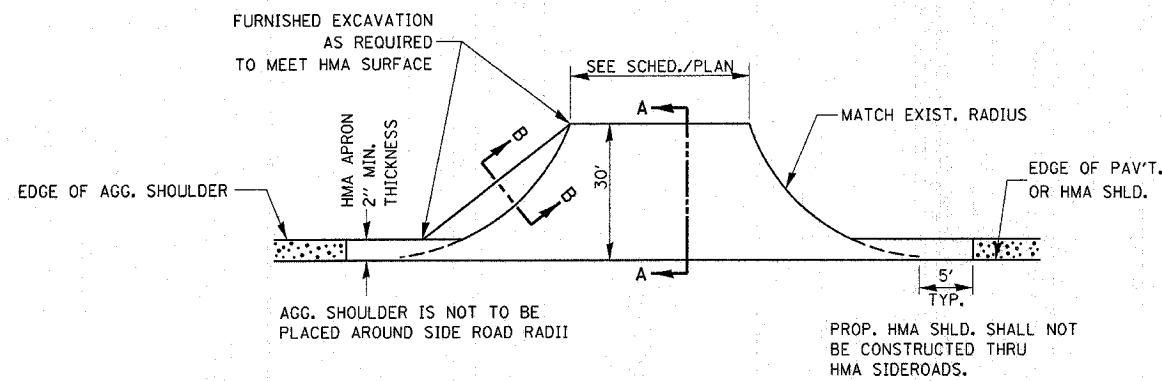 FURNISHED EXCAVATION
AS REQUIRED
TO MEET HMA SURFACE
SEE SCHED./PLAN
A
MATCH EXIST. RADIUS
B
B
30'
HMA APRON
2" MIN.
THICKNESS
EDGE OF AGG. SHOULDER
EDGE OF PAV'T.
OR HMA SHLD.
A
5'
TYP.
AGG. SHOULDER IS NOT TO BE
PLACED AROUND SIDE ROAD RADII
PROP. HMA SHLD. SHALL NOT
BE CONSTRUCTED THRU
HMA SIDEROADS.